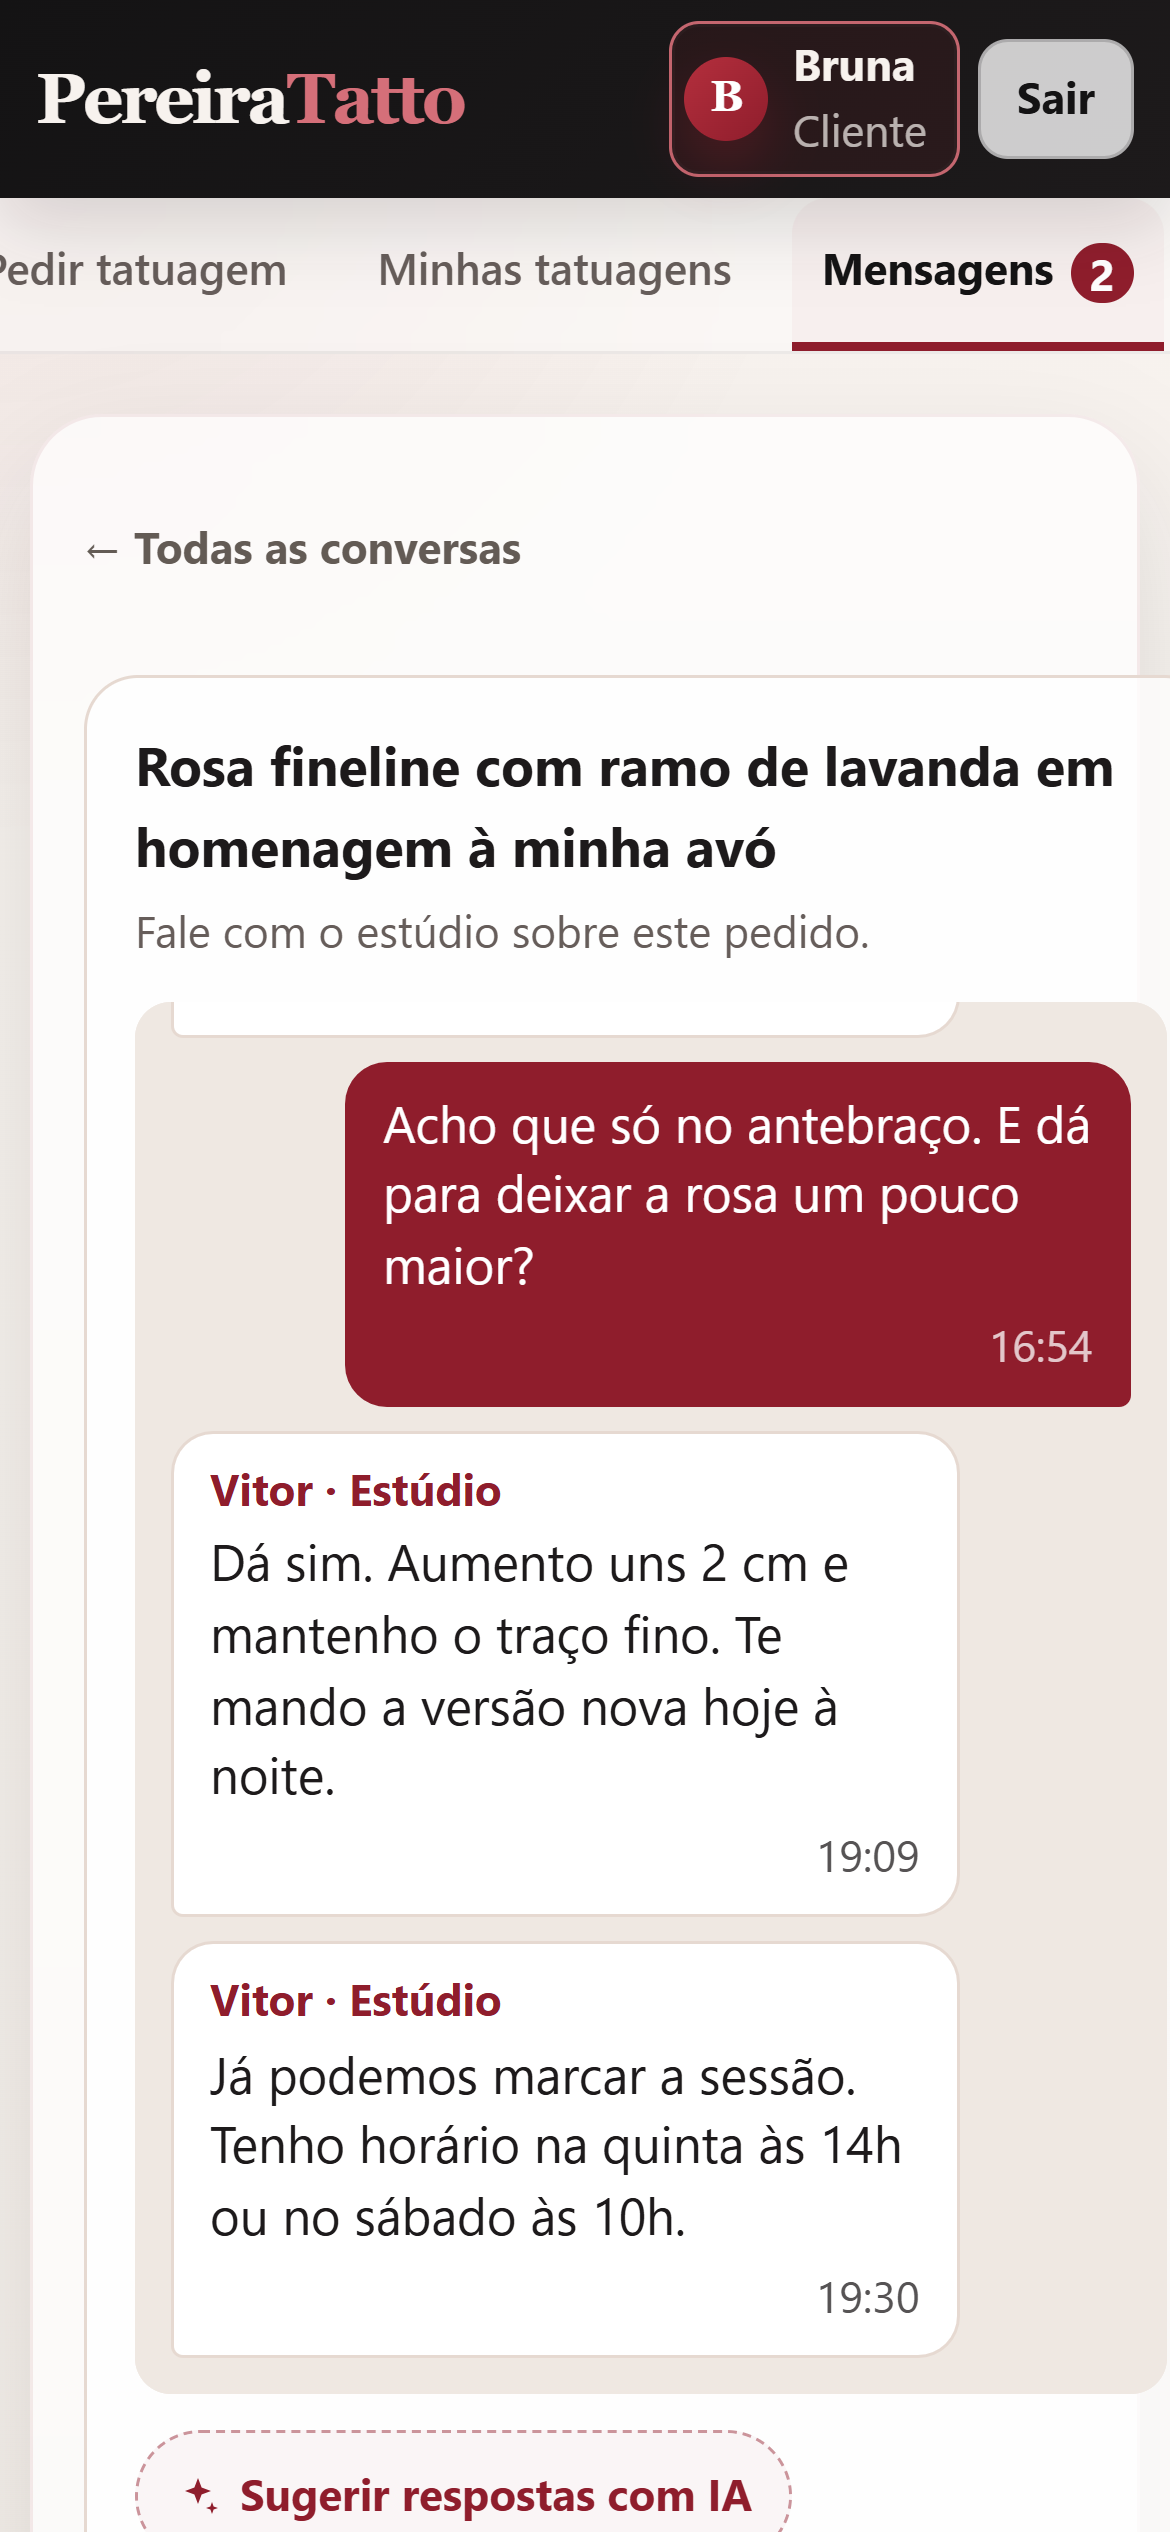 PereiraTatto
B
Bruna
Cliente
Sair
Pedir tatuagem
Minhas tatuagens
Mensagens 2
← Todas as conversas
Rosa fineline com ramo de lavanda em
homenagem à minha avó
Fale com o estúdio sobre este pedido.
Acho que só no antebraço. E dá
para deixar a rosa um pouco
maior?
16:54
Vitor · Estúdio
Dá sim. Aumento uns 2 cm e
mantenho o traço fino. Te
mando a versão nova hoje à
noite.
19:09
Vitor · Estúdio
Já podemos marcar a sessão.
Tenho horário na quinta às 14h
ou no sábado às 10h.
19:30
Sugerir respostas com IA